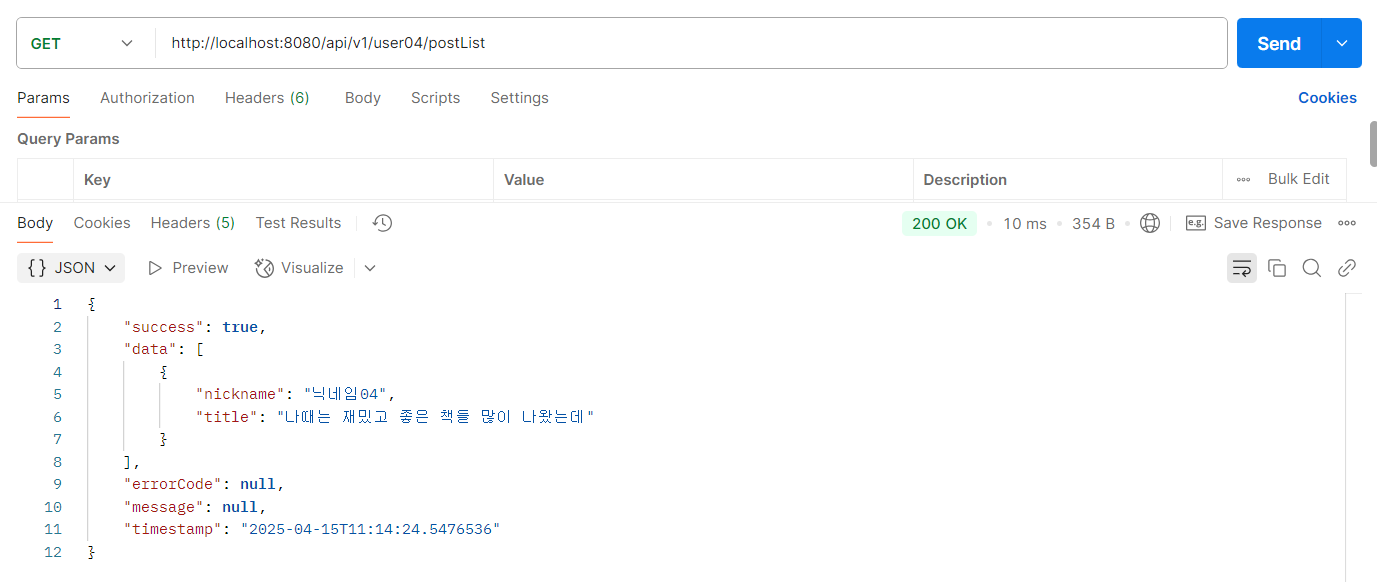 GET http://localhost:8080/api/v1/user04/postList Send
Params Authorization Headers (6) Body Scripts Settings Cookies
Query Params
Key Value Description Bulk Edit
Body Cookies Headers (5) Test Results 200 OK 10 ms 354 B e.g. Save Response
{} JSON Preview Visualize
1 {
2 "success": true,
3 "data": [
4 {
5 "nickname": "닉네임04",
6 "title": "나때는 재밌고 좋은 책들 많이 나왔는데"
7 }
8 ],
9 "errorCode": null,
10 "message": null,
11 "timestamp": "2025-04-15T11:14:24.5476536"
12 }